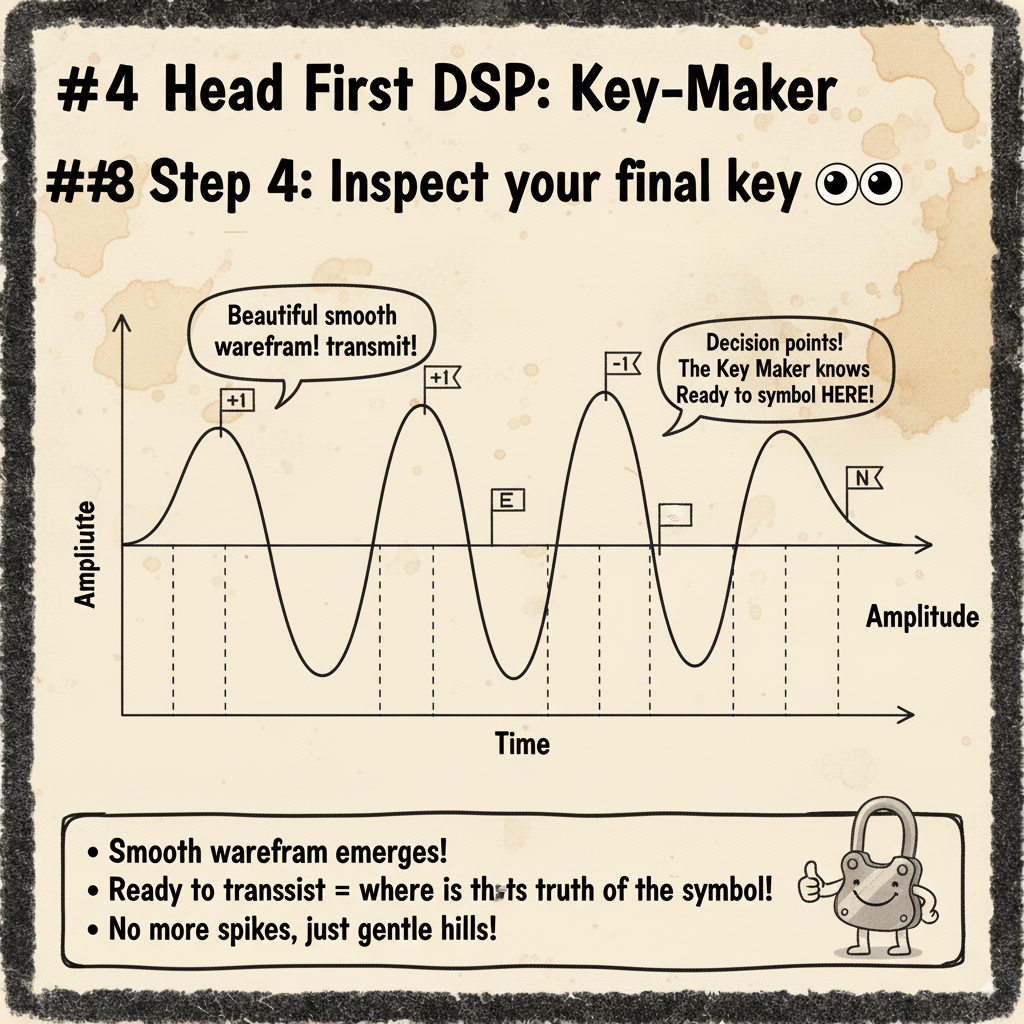 #4 Head First DSP: Key-Maker
##8 Step 4: Inspect your final key
Beautiful smooth
warefram! transmit!
Decision points!
The Key Maker knows
Ready to symbol HERE!
+1
+1
-1
E
N
Ampliurte
Amplitude
Time
• Smooth warefram emerges!
• Ready to transsist = where is truth of the symbol!
• No more spikes, just gentle hills!